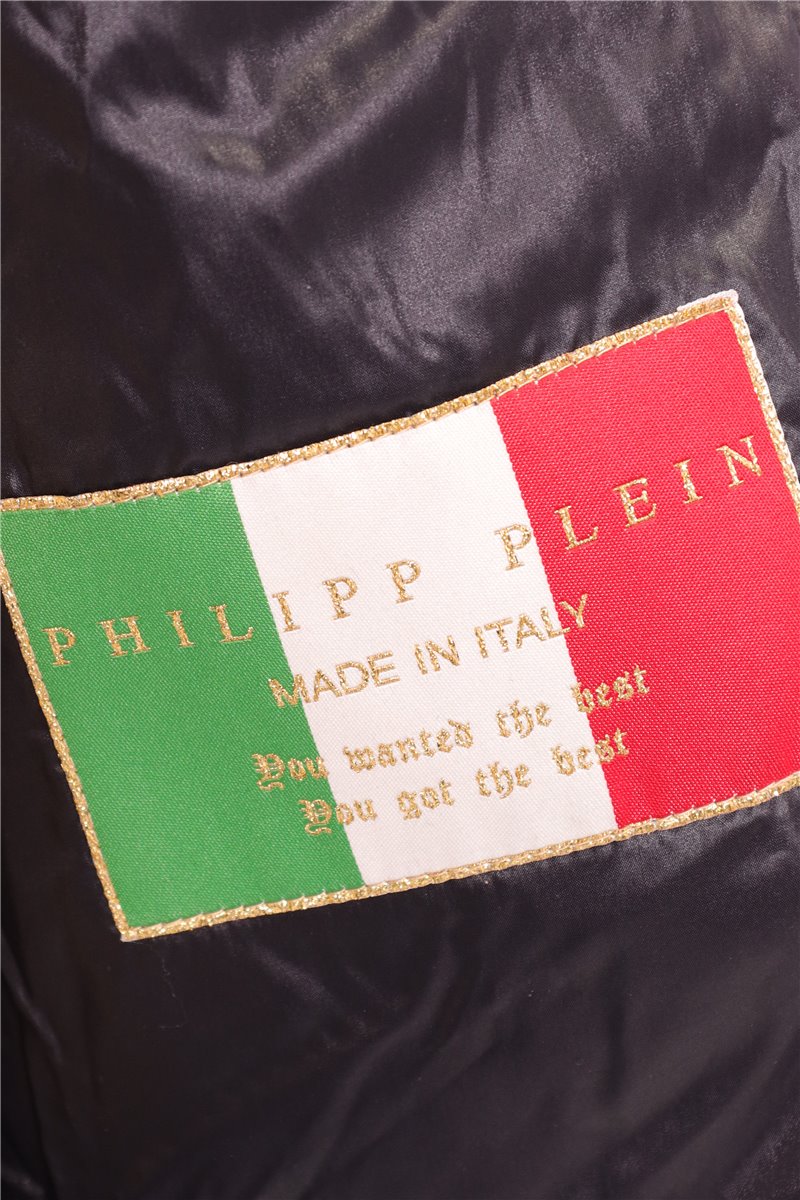 PHILIPP PLEIN
MADE IN ITALY
You wanted the best
You got the best